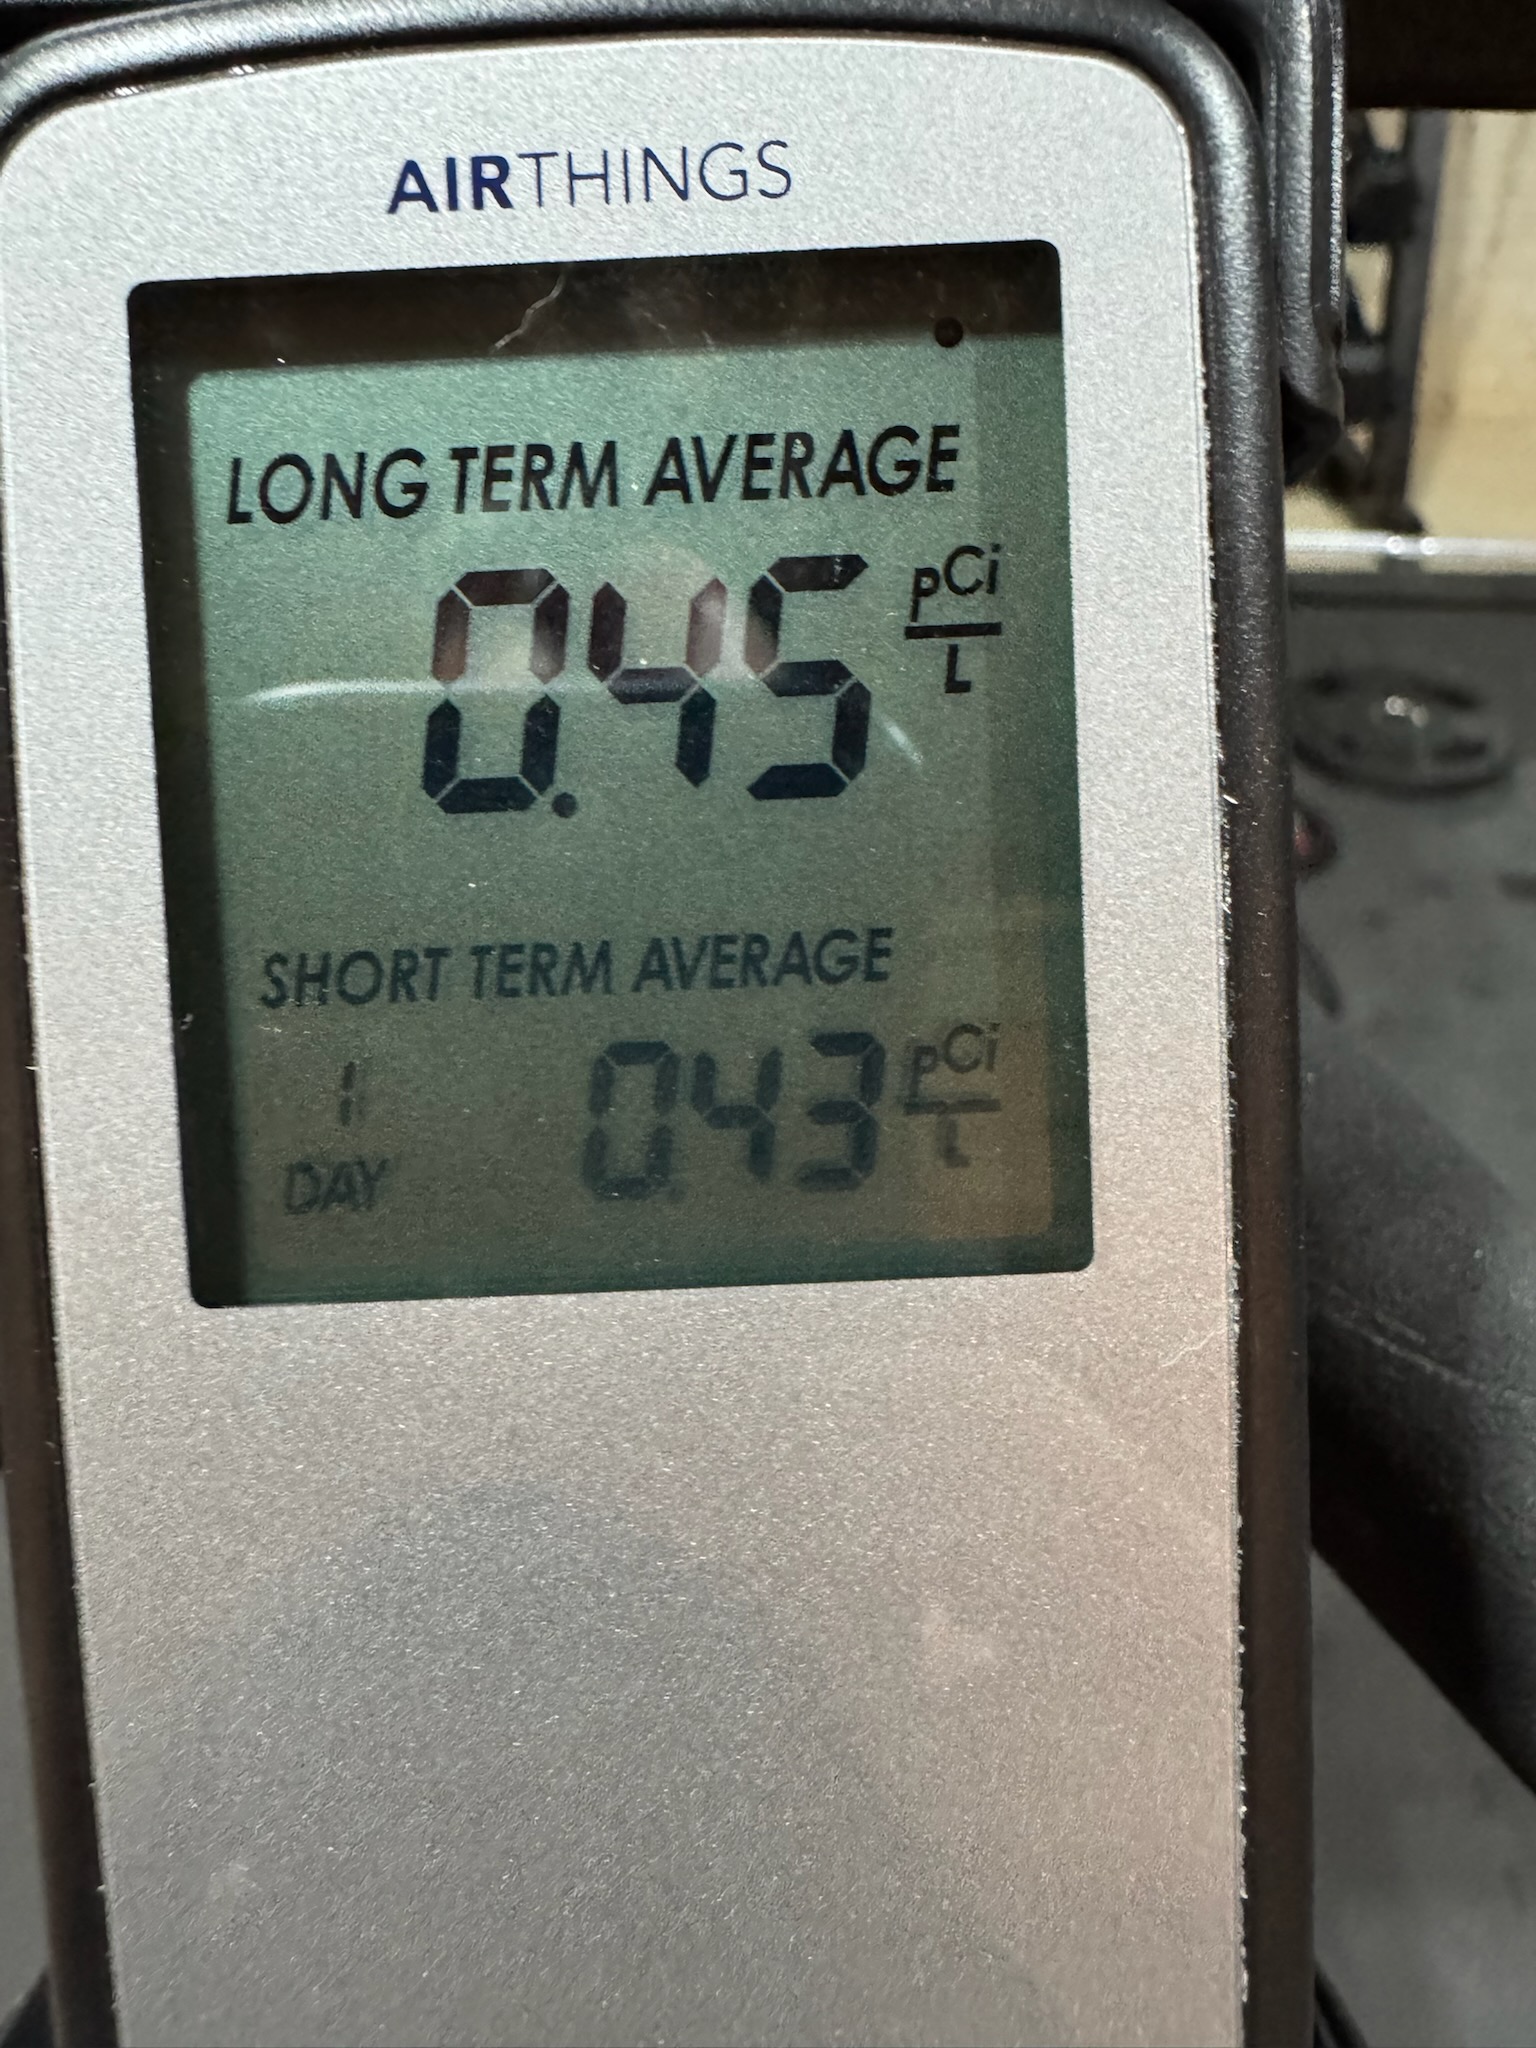 AIRTHINGS
LONG TERM AVERAGE
0.45 pCi/L
SHORT TERM AVERAGE
1 DAY 0.43 pCi/L